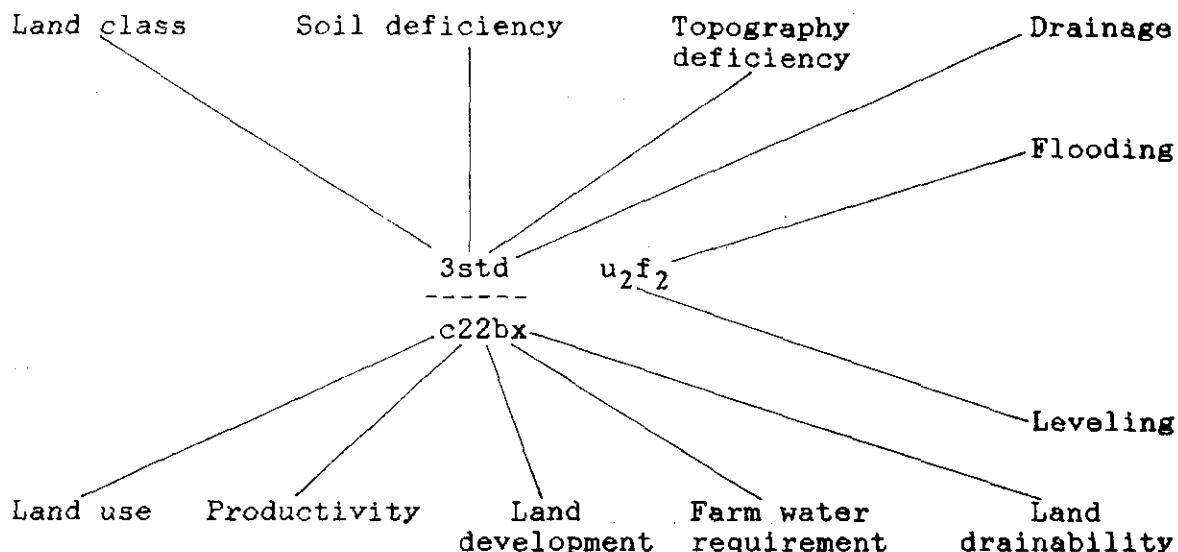 Land class Soil deficiency Topography Drainage
deficiency
Flooding
3std u₂f₂
------
c22bx
Leveling
Land use Productivity Land Farm water Land
development requirement drainability